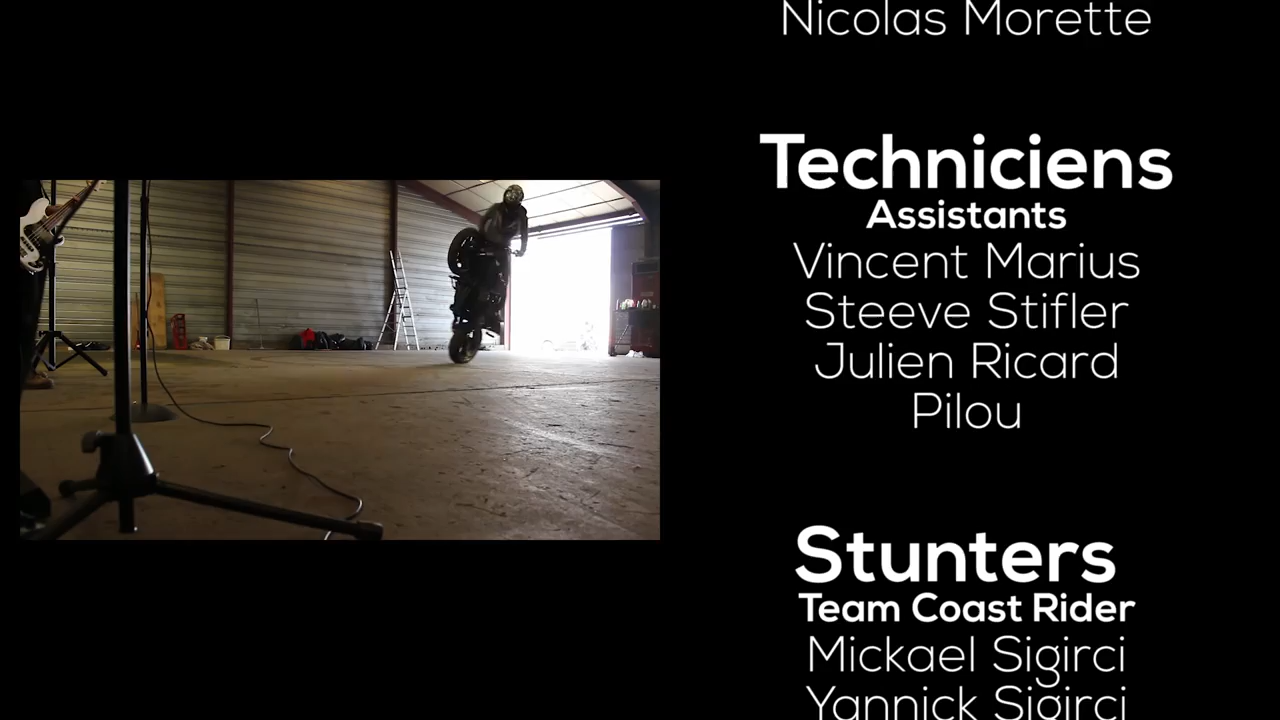 Nicolas Morette
Techniciens
Assistants
Vincent Marius
Steeve Stifler
Julien Ricard
Pilou
Stunters
Team Coast Rider
Mickael Sigirci
Yannick Sigirci